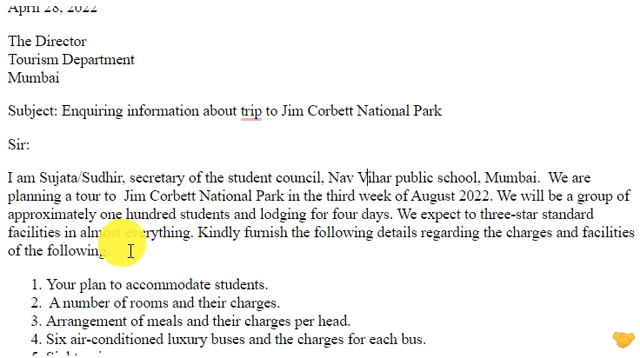 April 28, 2022
The Director
Tourism Department
Mumbai
Subject: Enquiring information about trip to Jim Corbett National Park
Sir:
I am Sujata/Sudhir, secretary of the student council, Nav Vihar public school, Mumbai. We are
planning a tour to Jim Corbett National Park in the third week of August 2022. We will be a group of
approximately one hundred students and lodging for four days. We expect to three-star standard
facilities in almost everything. Kindly furnish the following details regarding the charges and facilities
of the following:
1. Your plan to accommodate students.
2. A number of rooms and their charges.
3. Arrangement of meals and their charges per head.
4. Six air-conditioned luxury buses and the charges for each bus.